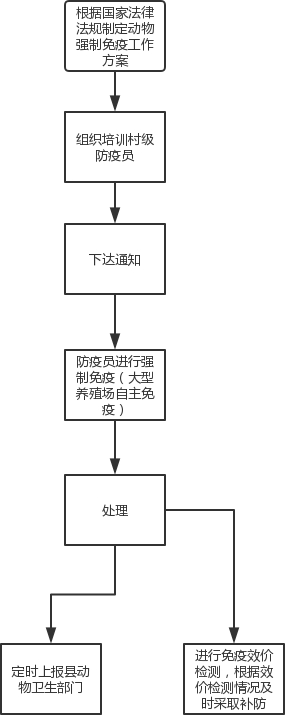 根据国家法律
法规制定动物
强制免疫工作
方案
组织培训村级
防疫员
下达通知
防疫员进行强
制免疫（大型
养殖场自主免
疫）
处理
定时上报县动
物卫生部门
进行免疫效价
检测，根据效
价检测情况及
时采取补防